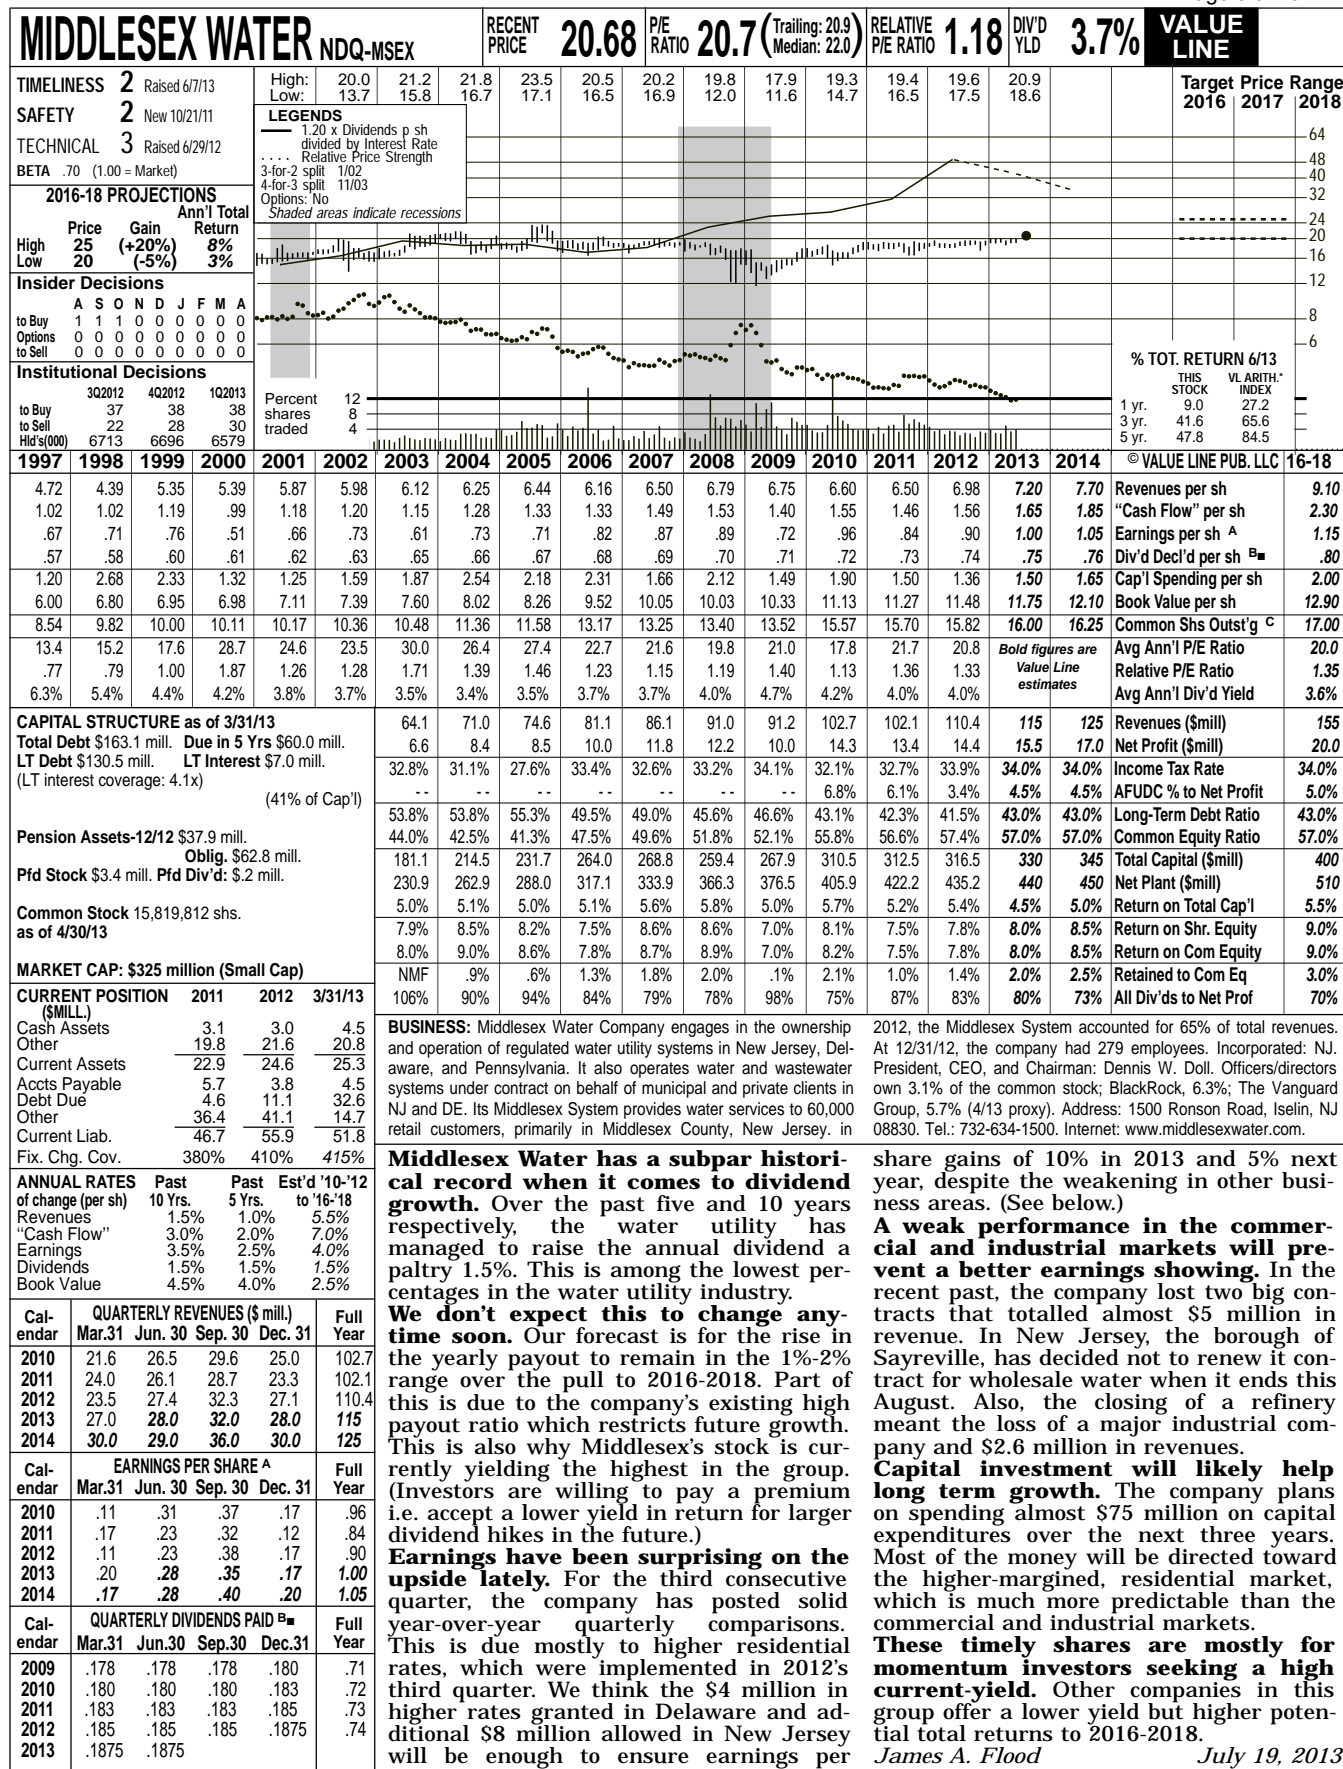 MIDDLESEX WATER NDQ-MSEX
RECENT PRICE 20.68
P/E RATIO 20.7 (Trailing: 20.9 Median: 22.0)
RELATIVE P/E RATIO 1.18
DIV'D YLD 3.7%
VALUE LINE
TIMELINESS 2 Raised 6/7/13
SAFETY 2 New 10/21/11
TECHNICAL 3 Raised 6/29/12
BETA .70 (1.00 = Market)
2016-18 PROJECTIONS
Ann'l Total
Price Gain Return
High 25 (+20%) 8%
Low 20 (-5%) 3%
Insider Decisions
A S O N D J F M A
to Buy 1 1 1 0 0 0 0 0 0
Options 0 0 0 0 0 0 0 0 0
to Sell 0 0 0 0 0 0 0 0 0
Institutional Decisions
3Q2012 4Q2012 1Q2013
to Buy 37 38 38
to Sell 22 28 30
Hld's(000) 6713 6696 6579
High: 20.0 21.2 21.8 23.5 20.5 20.2 19.8 17.9 19.3 19.4 19.6 20.9
Low: 13.7 15.8 16.7 17.1 16.5 16.9 12.0 11.6 14.7 16.5 17.5 18.6
LEGENDS
1.20 x Dividends p sh
divided by Interest Rate
. . . . Relative Price Strength
3-for-2 split 1/02
4-for-3 split 11/03
Options: No
Shaded areas indicate recessions
Target Price Range
2016 2017 2018
64
48
40
32
24
20
16
12
8
6
Percent shares traded
12
8
4
% TOT. RETURN 6/13
THIS STOCK VL ARITH.* INDEX
1 yr. 9.0 27.2
3 yr. 41.6 65.6
5 yr. 47.8 84.5
1997 1998 1999 2000 2001 2002 2003 2004 2005 2006 2007 2008 2009 2010 2011 2012 2013 2014 © VALUE LINE PUB. LLC 16-18
4.72 4.39 5.35 5.39 5.87 5.98 6.12 6.25 6.44 6.16 6.50 6.79 6.75 6.60 6.50 6.98 7.20 7.70 Revenues per sh 9.10
1.02 1.02 1.19 .99 1.18 1.20 1.15 1.28 1.33 1.33 1.49 1.53 1.40 1.55 1.46 1.56 1.65 1.85 "Cash Flow" per sh 2.30
.67 .71 .76 .51 .66 .73 .61 .73 .71 .82 .87 .89 .72 .96 .84 .90 1.00 1.05 Earnings per sh A 1.15
.57 .58 .60 .61 .62 .63 .65 .66 .67 .68 .69 .70 .71 .72 .73 .74 .75 .76 Div'd Decl'd per sh B■ .80
1.20 2.68 2.33 1.32 1.25 1.59 1.87 2.54 2.18 2.31 1.66 2.12 1.49 1.90 1.50 1.36 1.50 1.65 Cap'l Spending per sh 2.00
6.00 6.80 6.95 6.98 7.11 7.39 7.60 8.02 8.26 9.52 10.05 10.03 10.33 11.13 11.27 11.48 11.75 12.10 Book Value per sh 12.90
8.54 9.82 10.00 10.11 10.17 10.36 10.48 11.36 11.58 13.17 13.25 13.40 13.52 15.57 15.70 15.82 16.00 16.25 Common Shs Outst'g C 17.00
13.4 15.2 17.6 28.7 24.6 23.5 30.0 26.4 27.4 22.7 21.6 19.8 21.0 17.8 21.7 20.8 Bold figures are Avg Ann'l P/E Ratio 20.0
.77 .79 1.00 1.87 1.26 1.28 1.71 1.39 1.46 1.23 1.15 1.19 1.40 1.13 1.36 1.33 Value Line Relative P/E Ratio 1.35
6.3% 5.4% 4.4% 4.2% 3.8% 3.7% 3.5% 3.4% 3.5% 3.7% 3.7% 4.0% 4.7% 4.2% 4.0% 4.0% estimates Avg Ann'l Div'd Yield 3.6%
64.1 71.0 74.6 81.1 86.1 91.0 91.2 102.7 102.1 110.4 115 125 Revenues ($mill) 155
6.6 8.4 8.5 10.0 11.8 12.2 10.0 14.3 13.4 14.4 15.5 17.0 Net Profit ($mill) 20.0
32.8% 31.1% 27.6% 33.4% 32.6% 33.2% 34.1% 32.1% 32.7% 33.9% 34.0% 34.0% Income Tax Rate 34.0%
- - - - - - - - - - - - - - 6.8% 6.1% 3.4% 4.5% 4.5% AFUDC % to Net Profit 5.0%
53.8% 53.8% 55.3% 49.5% 49.0% 45.6% 46.6% 43.1% 42.3% 41.5% 43.0% 43.0% Long-Term Debt Ratio 43.0%
44.0% 42.5% 41.3% 47.5% 49.6% 51.8% 52.1% 55.8% 56.6% 57.4% 57.0% 57.0% Common Equity Ratio 57.0%
181.1 214.5 231.7 264.0 268.8 259.4 267.9 310.5 312.5 316.5 330 345 Total Capital ($mill) 400
230.9 262.9 288.0 317.1 333.9 366.3 376.5 405.9 422.2 435.2 440 450 Net Plant ($mill) 510
5.0% 5.1% 5.0% 5.1% 5.6% 5.8% 5.0% 5.7% 5.2% 5.4% 4.5% 5.0% Return on Total Cap'l 5.5%
7.9% 8.5% 8.2% 7.5% 8.6% 8.6% 7.0% 8.1% 7.5% 7.8% 8.0% 8.5% Return on Shr. Equity 9.0%
8.0% 9.0% 8.6% 7.8% 8.7% 8.9% 7.0% 8.2% 7.5% 7.8% 8.0% 8.5% Return on Com Equity 9.0%
NMF .9% .6% 1.3% 1.8% 2.0% .1% 2.1% 1.0% 1.4% 2.0% 2.5% Retained to Com Eq 3.0%
106% 90% 94% 84% 79% 78% 98% 75% 87% 83% 80% 73% All Div'ds to Net Prof 70%
CAPITAL STRUCTURE as of 3/31/13
Total Debt $163.1 mill. Due in 5 Yrs $60.0 mill.
LT Debt $130.5 mill. LT Interest $7.0 mill.
(LT interest coverage: 4.1x)
(41% of Cap'l)
Pension Assets-12/12 $37.9 mill.
Oblig. $62.8 mill.
Pfd Stock $3.4 mill. Pfd Div'd: $.2 mill.
Common Stock 15,819,812 shs.
as of 4/30/13
MARKET CAP: $325 million (Small Cap)
CURRENT POSITION 2011 2012 3/31/13
($MILL.)
Cash Assets 3.1 3.0 4.5
Other 19.8 21.6 20.8
Current Assets 22.9 24.6 25.3
Accts Payable 5.7 3.8 4.5
Debt Due 4.6 11.1 32.6
Other 36.4 41.1 14.7
Current Liab. 46.7 55.9 51.8
Fix. Chg. Cov. 380% 410% 415%
ANNUAL RATES Past Past Est'd '10-'12
of change (per sh) 10 Yrs. 5 Yrs. to '16-'18
Revenues 1.5% 1.0% 5.5%
"Cash Flow" 3.0% 2.0% 7.0%
Earnings 3.5% 2.5% 4.0%
Dividends 1.5% 1.5% 1.5%
Book Value 4.5% 4.0% 2.5%
Cal- QUARTERLY REVENUES ($ mill.) Full
endar Mar.31 Jun. 30 Sep. 30 Dec. 31 Year
2010 21.6 26.5 29.6 25.0 102.7
2011 24.0 26.1 28.7 23.3 102.1
2012 23.5 27.4 32.3 27.1 110.4
2013 27.0 28.0 32.0 28.0 115
2014 30.0 29.0 36.0 30.0 125
Cal- EARNINGS PER SHARE A Full
endar Mar.31 Jun. 30 Sep. 30 Dec. 31 Year
2010 .11 .31 .37 .17 .96
2011 .17 .23 .32 .12 .84
2012 .11 .23 .38 .17 .90
2013 .20 .28 .35 .17 1.00
2014 .17 .28 .40 .20 1.05
Cal- QUARTERLY DIVIDENDS PAID B■ Full
endar Mar.31 Jun.30 Sep.30 Dec.31 Year
2009 .178 .178 .178 .180 .71
2010 .180 .180 .180 .183 .72
2011 .183 .183 .183 .185 .73
2012 .185 .185 .185 .1875 .74
2013 .1875 .1875
BUSINESS: Middlesex Water Company engages in the ownership
and operation of regulated water utility systems in New Jersey, Del-
aware, and Pennsylvania. It also operates water and wastewater
systems under contract on behalf of municipal and private clients in
NJ and DE. Its Middlesex System provides water services to 60,000
retail customers, primarily in Middlesex County, New Jersey. in
2012, the Middlesex System accounted for 65% of total revenues.
At 12/31/12, the company had 279 employees. Incorporated: NJ.
President, CEO, and Chairman: Dennis W. Doll. Officers/directors
own 3.1% of the common stock; BlackRock, 6.3%; The Vanguard
Group, 5.7% (4/13 proxy). Address: 1500 Ronson Road, Iselin, NJ
08830. Tel.: 732-634-1500. Internet: www.middlesexwater.com.
Middlesex Water has a subpar histori-
cal record when it comes to dividend
growth. Over the past five and 10 years
respectively, the water utility has
managed to raise the annual dividend a
paltry 1.5%. This is among the lowest per-
centages in the water utility industry.
We don't expect this to change any-
time soon. Our forecast is for the rise in
the yearly payout to remain in the 1%-2%
range over the pull to 2016-2018. Part of
this is due to the company's existing high
payout ratio which restricts future growth.
This is also why Middlesex's stock is cur-
rently yielding the highest in the group.
(Investors are willing to pay a premium
i.e. accept a lower yield in return for larger
dividend hikes in the future.)
Earnings have been surprising on the
upside lately. For the third consecutive
quarter, the company has posted solid
year-over-year quarterly comparisons.
This is due mostly to higher residential
rates, which were implemented in 2012's
third quarter. We think the $4 million in
higher rates granted in Delaware and ad-
ditional $8 million allowed in New Jersey
will be enough to ensure earnings per
share gains of 10% in 2013 and 5% next
year, despite the weakening in other busi-
ness areas. (See below.)
A weak performance in the commer-
cial and industrial markets will pre-
vent a better earnings showing. In the
recent past, the company lost two big con-
tracts that totalled almost $5 million in
revenue. In New Jersey, the borough of
Sayreville, has decided not to renew it con-
tract for wholesale water when it ends this
August. Also, the closing of a refinery
meant the loss of a major industrial com-
pany and $2.6 million in revenues.
Capital investment will likely help
long term growth. The company plans
on spending almost $75 million on capital
expenditures over the next three years.
Most of the money will be directed toward
the higher-margined, residential market,
which is much more predictable than the
commercial and industrial markets.
These timely shares are mostly for
momentum investors seeking a high
current-yield. Other companies in this
group offer a lower yield but higher poten-
tial total returns to 2016-2018.
James A. Flood July 19, 2013